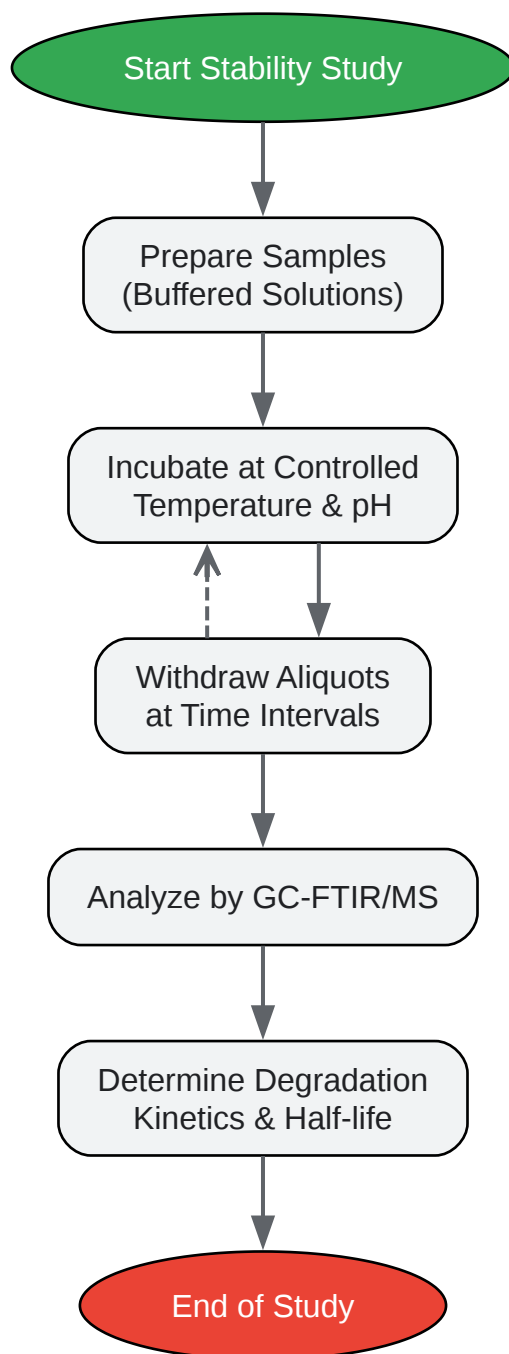 Start Stability Study
Prepare Samples
(Buffered Solutions)
Incubate at Controlled
Temperature & pH
Withdraw Aliquots
at Time Intervals
Analyze by GC-FTIR/MS
Determine Degradation
Kinetics & Half-life
End of Study